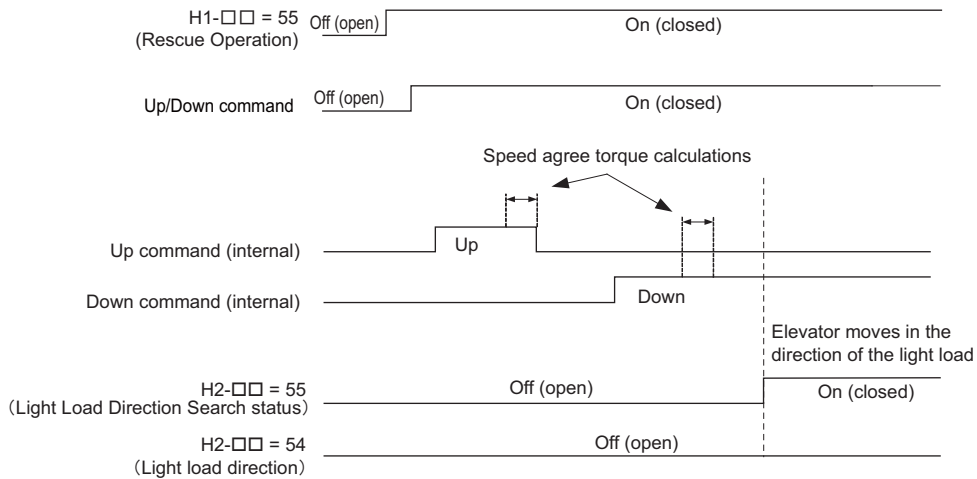 H1-□□ = 55
(Rescue Operation)
Off (open)
On (closed)
Up/Down command
Off (open)
On (closed)
Speed agree torque calculations
Up command (internal)
Up
Down command (internal)
Down
Elevator moves in the
direction of the light load
H2-□□ = 55
（Light Load Direction Search status）
Off (open)
On (closed)
H2-□□ = 54
（Light load direction）
Off (open)